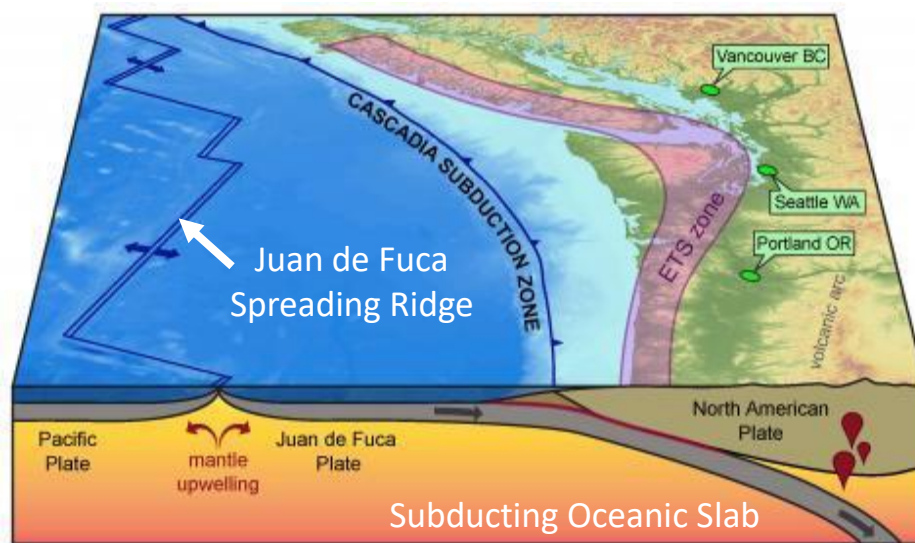 Vancouver BC
CASCADIA SUBDUCTION ZONE
Seattle WA
ETS zone
Portland OR
Juan de Fuca
Spreading Ridge
volcanic arc
North American
Plate
Pacific
Plate
mantle
upwelling
Juan de Fuca
Plate
Subducting Oceanic Slab